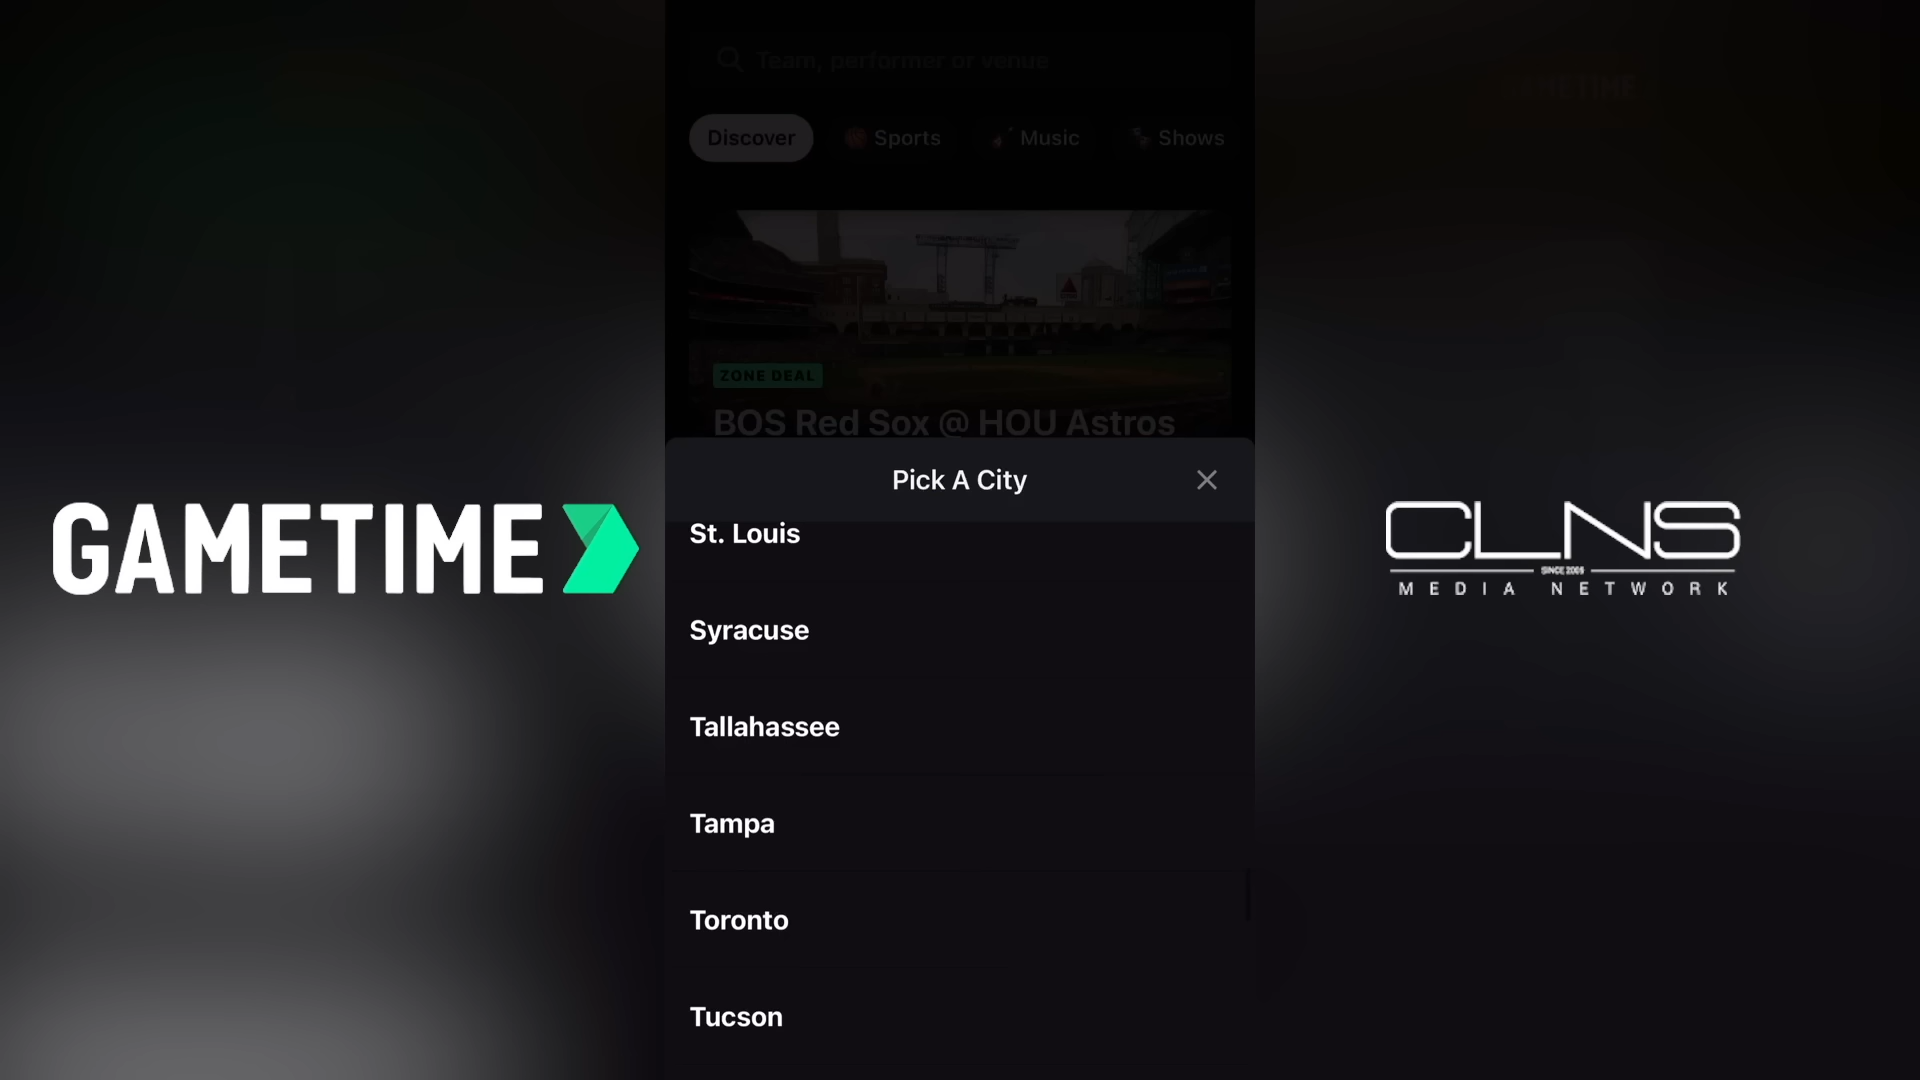 Team, performer or venue
Discover
Sports
Music
Shows
ZONE DEAL
BOS Red Sox @ HOU Astros
Pick A City
St. Louis
Syracuse
Tallahassee
Tampa
Toronto
Tucson
GAMETIME
CLNS
SINCE 2005
MEDIA NETWORK